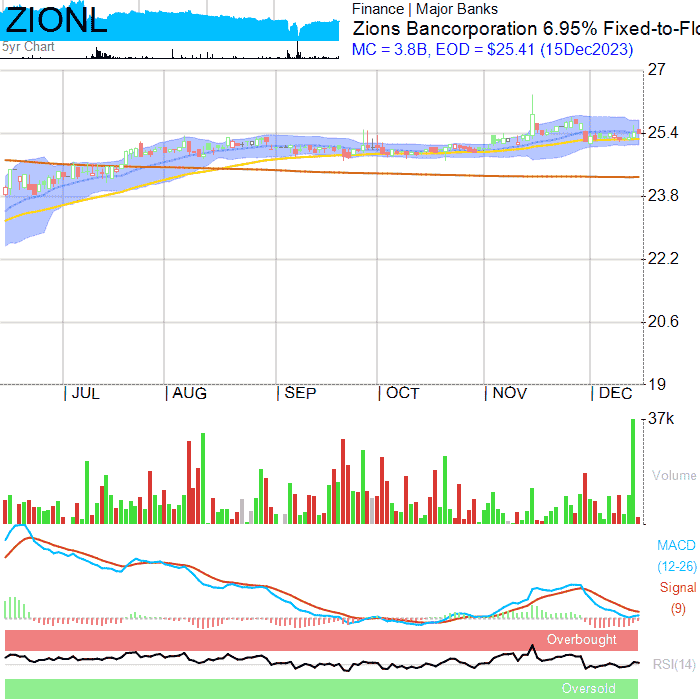 ZIONL
5yr Chart
Finance | Major Banks
Zions Bancorporation 6.95% Fixed-to-Flo
MC = 3.8B, EOD = $25.41 (15Dec2023)
27
25.4
23.8
22.2
20.6
19
| JUL | AUG | SEP | OCT | NOV | DEC
37k
Volume
MACD
(12-26)
Signal
(9)
Overbought
RSI(14)
Oversold